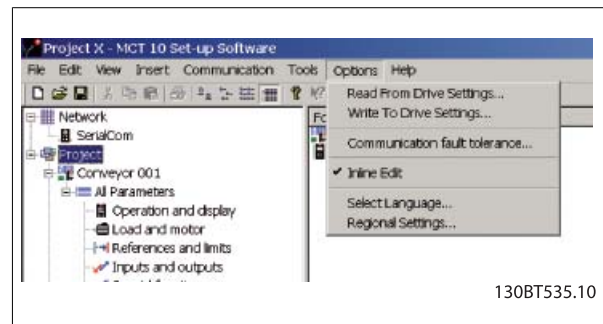 Project X - MCT 10 Set-up Software
File Edit View Insert Communication Tools Options Help
Read From Drive Settings...
Write To Drive Settings...
Communication fault tolerance...
Inline Edit
Select Language...
Regional Settings...
Network
SerialCom
Project
Conveyor 001
All Parameters
Operation and display
Load and motor
References and limits
Inputs and outputs
130BT535.10